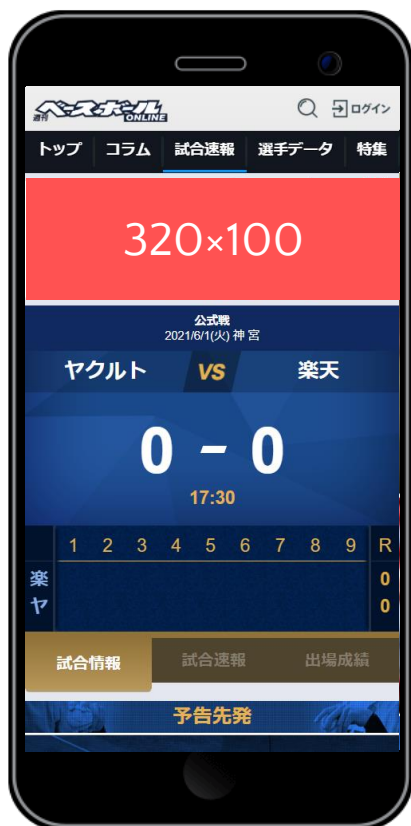 週刊ベースボール
ONLINE
ログイン
トップ コラム 試合速報 選手データ 特集
320×100
公式戦
2021/6/1(火) 神宮
ヤクルト VS 楽天
0 - 0
17:30
1 2 3 4 5 6 7 8 9 R
楽 0
ヤ 0
試合情報 試合速報 出場成績
予告先発